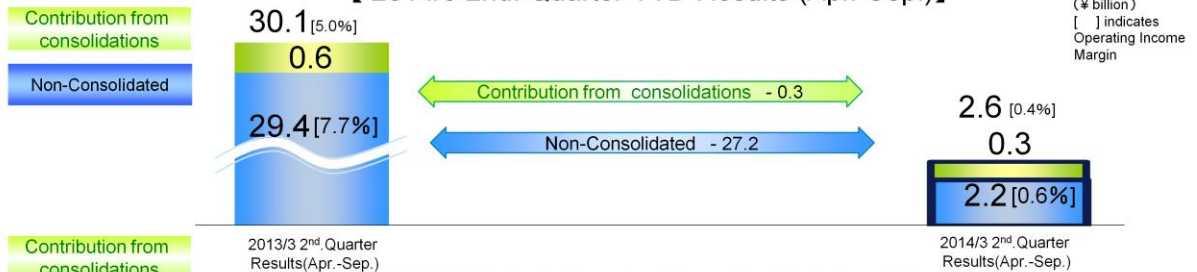 (¥ billion)
[ ] indicates
Operating Income
Margin
Contribution from
consolidations
Non-Consolidated
30.1 [5.0%]
0.6
29.4 [7.7%]
Contribution from consolidations - 0.3
Non-Consolidated - 27.2
2.6 [0.4%]
0.3
2.2 [0.6%]
2013/3 2nd.Quarter
Results(Apr.-Sep.)
2014/3 2nd.Quarter
Results(Apr.-Sep.)
Contribution from
consolidations